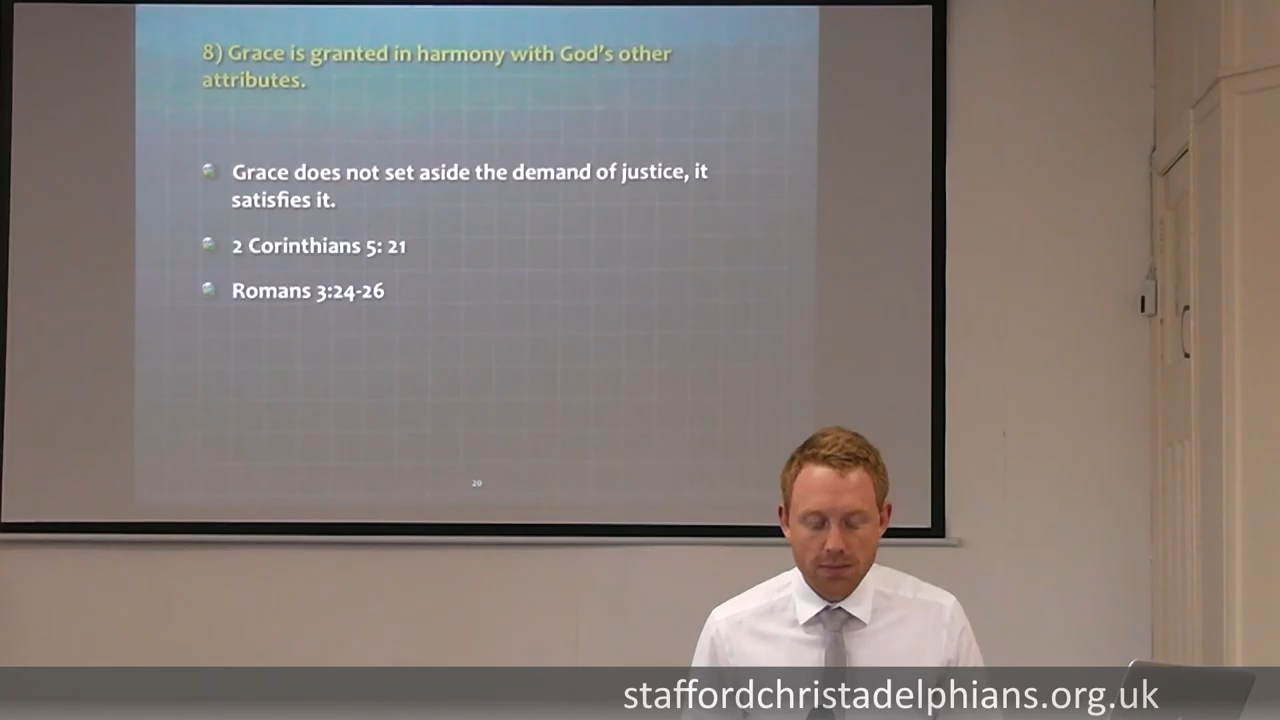 8) Grace is granted in harmony with God's other
attributes.
Grace does not set aside the demand of justice, it
satisfies it.
2 Corinthians 5: 21
Romans 3:24-26
20
staffordchristadelphians.org.uk